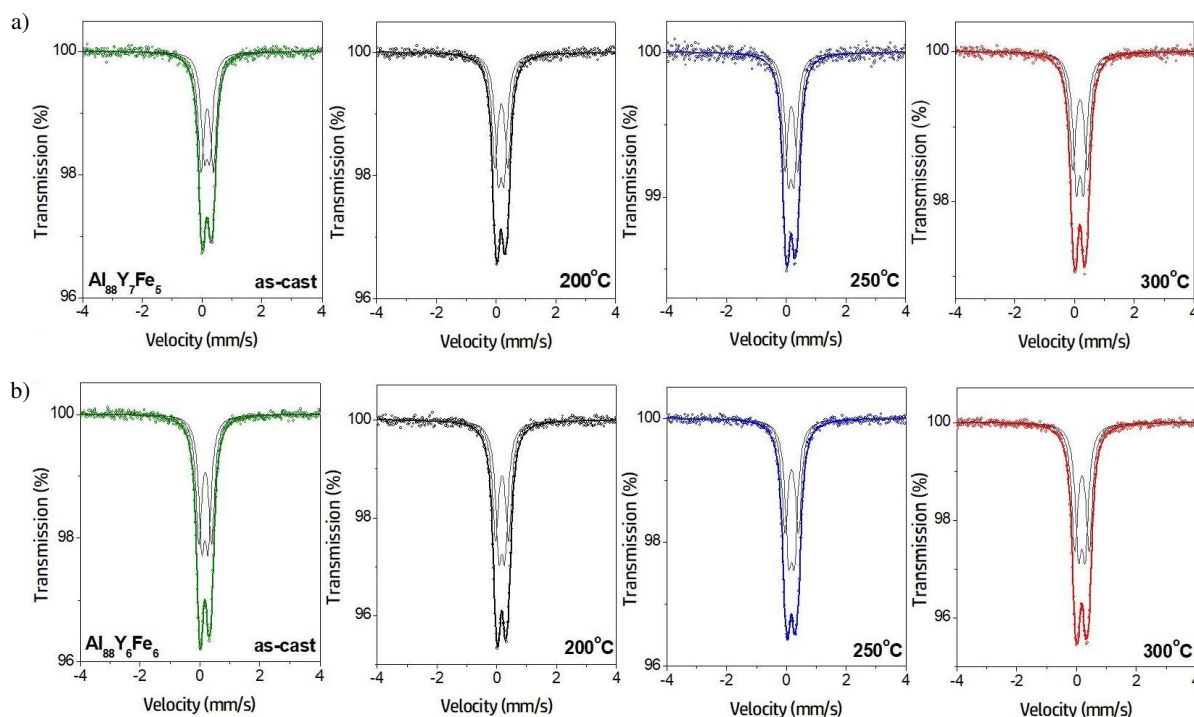 a)
100
98
96
-4 -2 0 2 4
Transmission (%)
Velocity (mm/s)
Al₈₈Y₇Fe₅
as-cast
100
98
96
-4 -2 0 2 4
Transmission (%)
Velocity (mm/s)
200°C
100
99
-4 -2 0 2 4
Transmission (%)
Velocity (mm/s)
250°C
100
98
-4 -2 0 2 4
Transmission (%)
Velocity (mm/s)
300°C
b)
100
98
96
-4 -2 0 2 4
Transmission (%)
Velocity (mm/s)
Al₈₈Y₆Fe₆
as-cast
100
98
96
-4 -2 0 2 4
Transmission (%)
Velocity (mm/s)
200°C
100
98
96
-4 -2 0 2 4
Transmission (%)
Velocity (mm/s)
250°C
100
99
98
97
96
95
-4 -2 0 2 4
Transmission (%)
Velocity (mm/s)
300°C